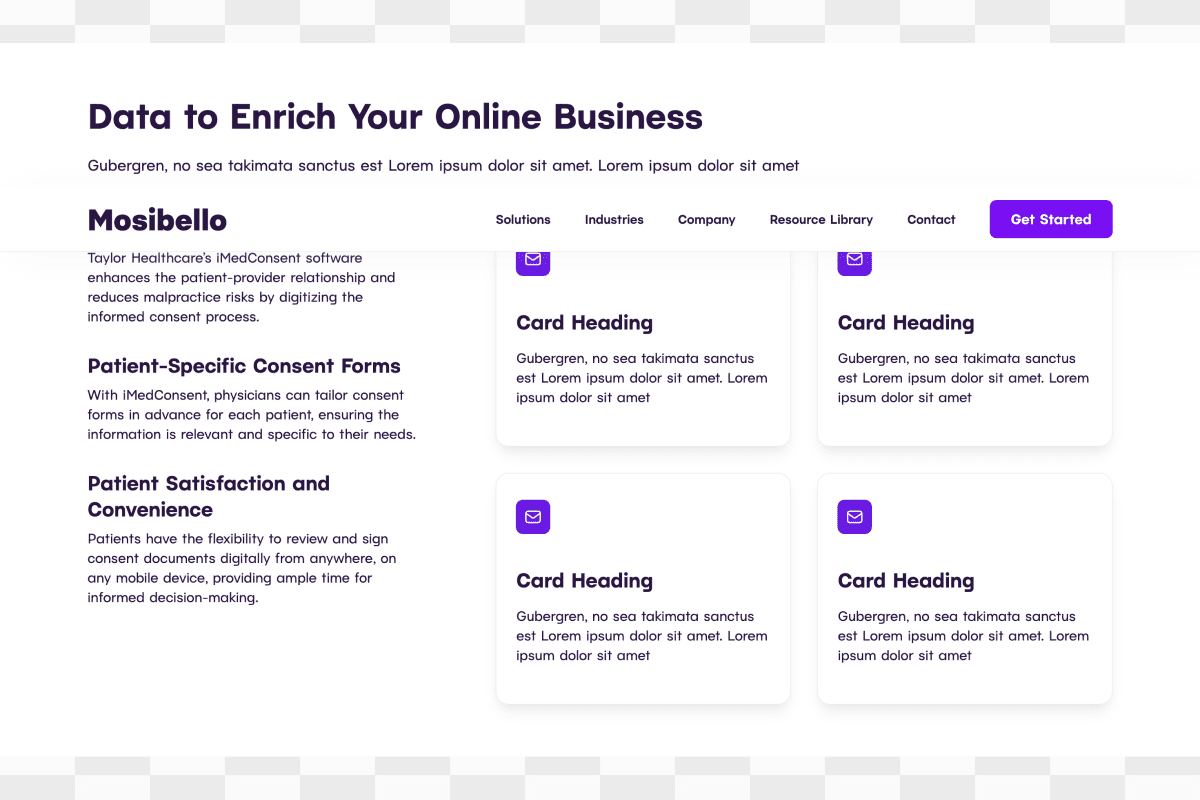 Data to Enrich Your Online Business
Gubergren, no sea takimata sanctus est Lorem ipsum dolor sit amet. Lorem ipsum dolor sit amet
Mosibello
Solutions
Industries
Company
Resource Library
Contact
Get Started
Taylor Healthcare's iMedConsent software
enhances the patient-provider relationship and
reduces malpractice risks by digitizing the
informed consent process.
Patient-Specific Consent Forms
With iMedConsent, physicians can tailor consent
forms in advance for each patient, ensuring the
information is relevant and specific to their needs.
Patient Satisfaction and
Convenience
Patients have the flexibility to review and sign
consent documents digitally from anywhere, on
any mobile device, providing ample time for
informed decision-making.
Card Heading
Gubergren, no sea takimata sanctus
est Lorem ipsum dolor sit amet. Lorem
ipsum dolor sit amet
Card Heading
Gubergren, no sea takimata sanctus
est Lorem ipsum dolor sit amet. Lorem
ipsum dolor sit amet
Card Heading
Gubergren, no sea takimata sanctus
est Lorem ipsum dolor sit amet. Lorem
ipsum dolor sit amet
Card Heading
Gubergren, no sea takimata sanctus
est Lorem ipsum dolor sit amet. Lorem
ipsum dolor sit amet